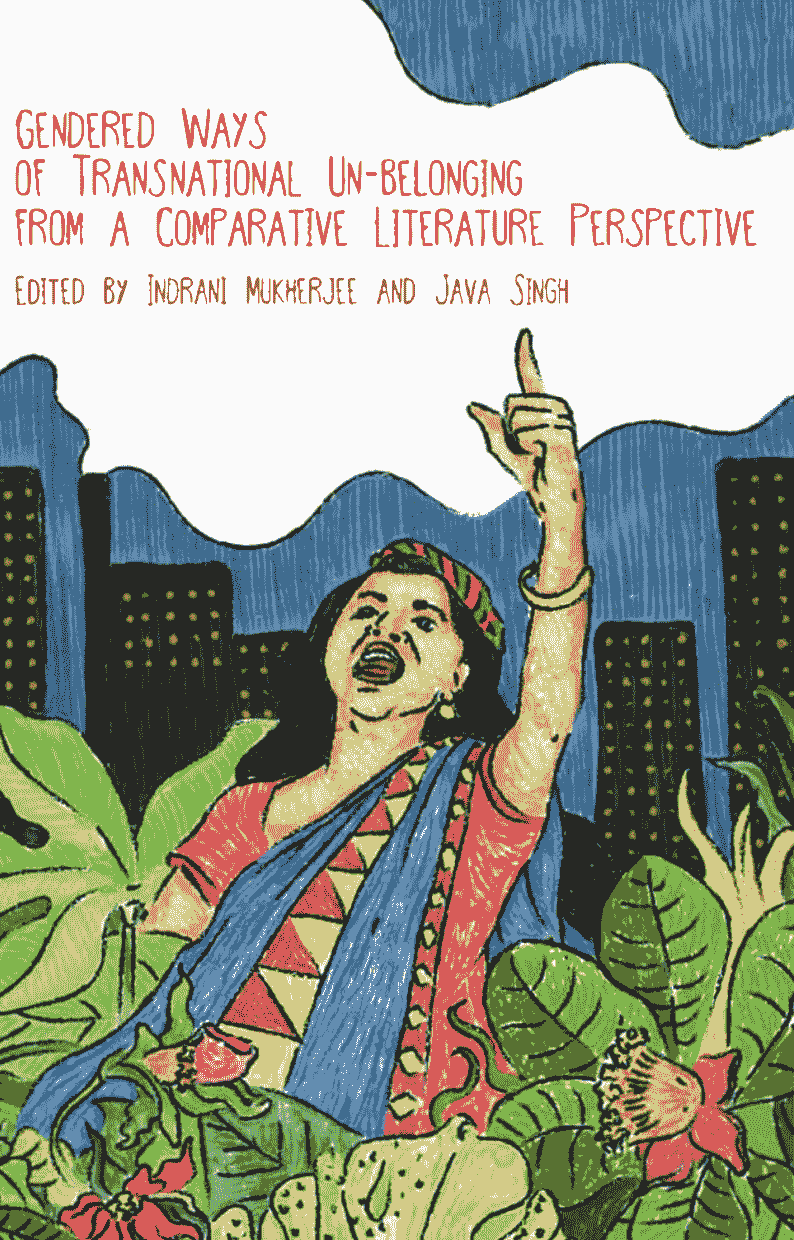 Gendered Ways
of Transnational Un-belonging
from a Comparative Literature Perspective
Edited by Indrani Mukherjee and Java Singh